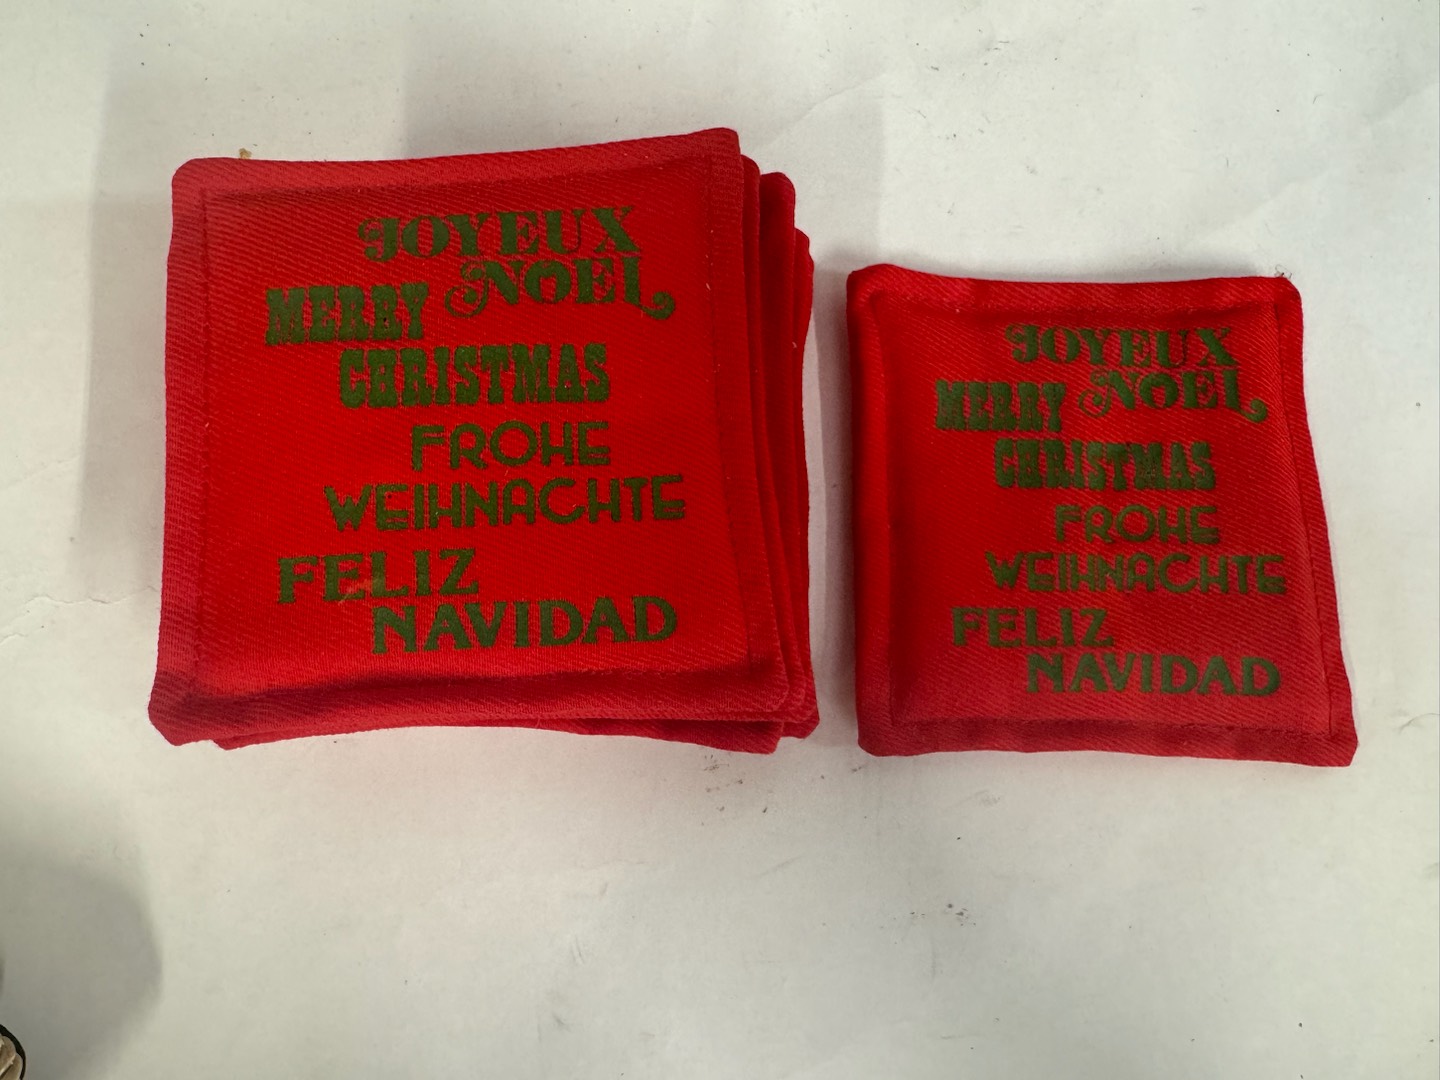 JOYEUX
NOEL
MERRY
CHRISTMAS
FROHE
WEIHNACHTE
FELIZ
NAVIDAD
JOYEUX
NOEL
MERRY
CHRISTMAS
FROHE
WEIHNACHTE
FELIZ
NAVIDAD